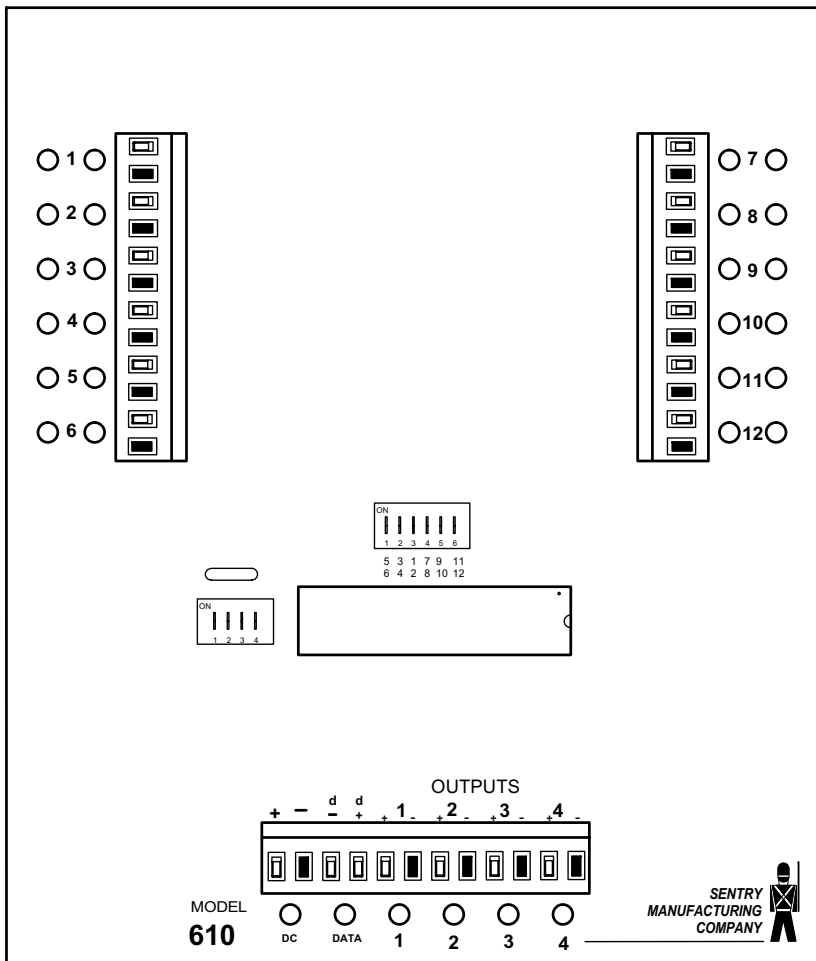 1 7
2 8
3 9
4 10
5 11
6 12
ON
1 2 3 4 5 6
5 3 1 7 9 11
6 4 2 8 10 12
ON
1 2 3 4
OUTPUTS
d d
+ − − + + 1 - + 2 - + 3 - + 4 -
MODEL
610
DC DATA 1 2 3 4
SENTRY
MANUFACTURING
COMPANY